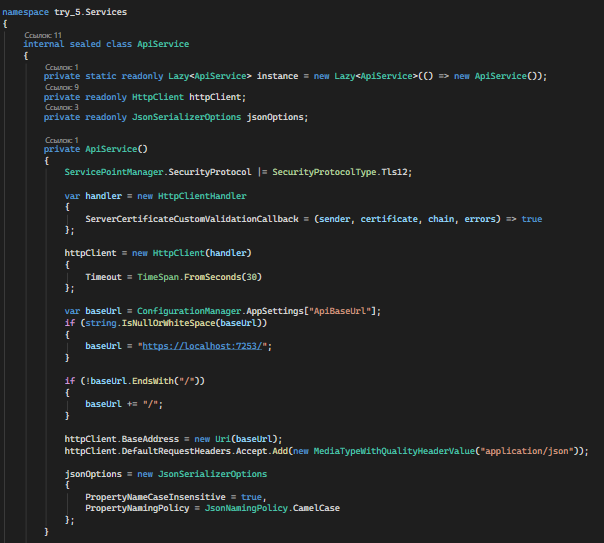 namespace try_5.Services
{
Ссылок: 11
internal sealed class ApiService
{
Ссылок: 1
private static readonly Lazy<ApiService> instance = new Lazy<ApiService>(() => new ApiService());
Ссылок: 9
private readonly HttpClient httpClient;
Ссылок: 3
private readonly JsonSerializerOptions jsonOptions;
Ссылок: 1
private ApiService()
{
ServicePointManager.SecurityProtocol |= SecurityProtocolType.Tls12;
var handler = new HttpClientHandler
{
ServerCertificateCustomValidationCallback = (sender, certificate, chain, errors) => true
};
httpClient = new HttpClient(handler)
{
Timeout = TimeSpan.FromSeconds(30)
};
var baseUrl = ConfigurationManager.AppSettings["ApiBaseUrl"];
if (string.IsNullOrWhiteSpace(baseUrl))
{
baseUrl = "https://localhost:7253/";
}
if (!baseUrl.EndsWith("/"))
{
baseUrl += "/";
}
httpClient.BaseAddress = new Uri(baseUrl);
httpClient.DefaultRequestHeaders.Accept.Add(new MediaTypeWithQualityHeaderValue("application/json"));
jsonOptions = new JsonSerializerOptions
{
PropertyNameCaseInsensitive = true,
PropertyNamingPolicy = JsonNamingPolicy.CamelCase
};
}